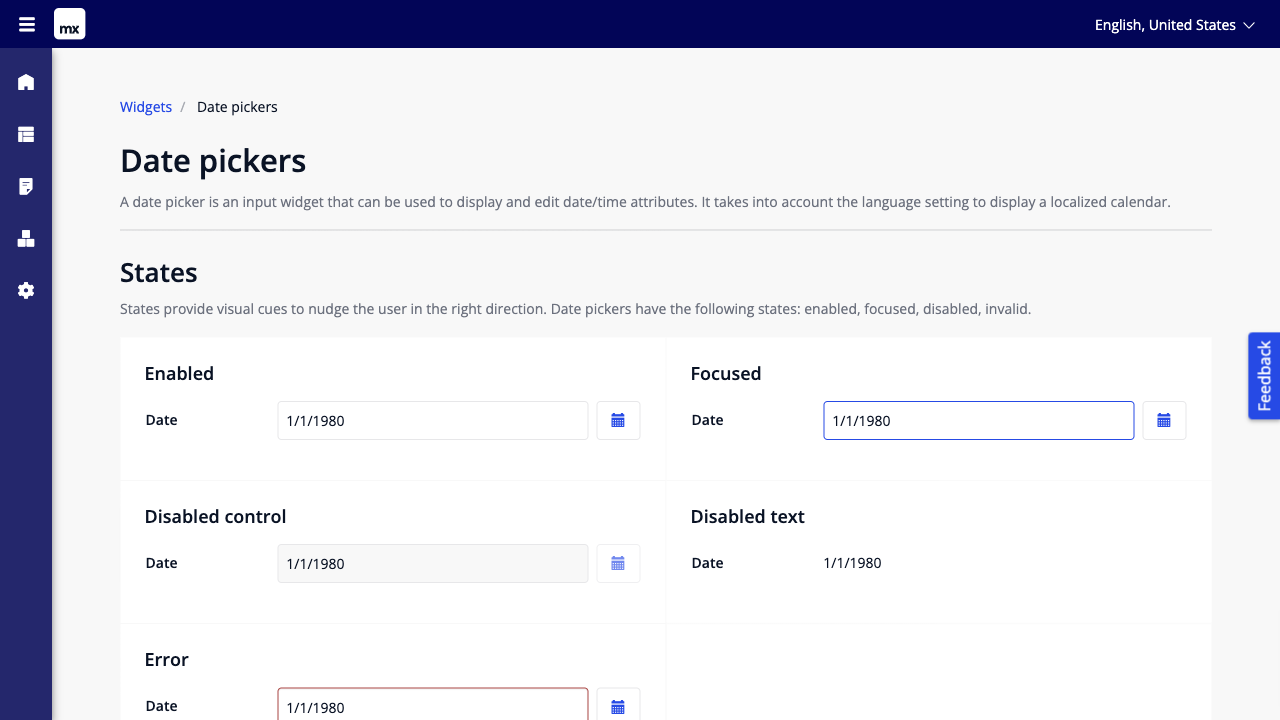 mx
English, United States
Widgets / Date pickers
Date pickers
A date picker is an input widget that can be used to display and edit date/time attributes. It takes into account the language setting to display a localized calendar.
States
States provide visual cues to nudge the user in the right direction. Date pickers have the following states: enabled, focused, disabled, invalid.
Feedback
Enabled
Date 1/1/1980
Focused
Date 1/1/1980
Disabled control
Date 1/1/1980
Disabled text
Date 1/1/1980
Error
Date 1/1/1980